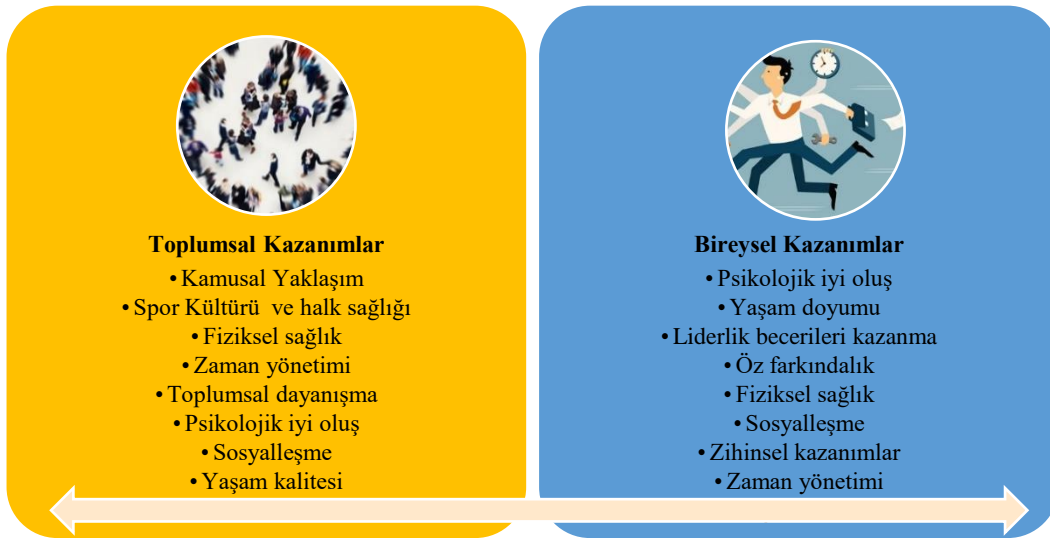 Toplumsal Kazanımlar
• Kamusal Yaklaşım
• Spor Kültürü  ve halk sağlığı
• Fiziksel sağlık
• Zaman yönetimi
• Toplumsal dayanışma
• Psikolojik iyi oluş
• Sosyalleşme
• Yaşam kalitesi
Bireysel Kazanımlar
• Psikolojik iyi oluş
• Yaşam doyumu
• Liderlik becerileri kazanma
• Öz farkındalık
• Fiziksel sağlık
• Sosyalleşme
• Zihinsel kazanımlar
• Zaman yönetimi